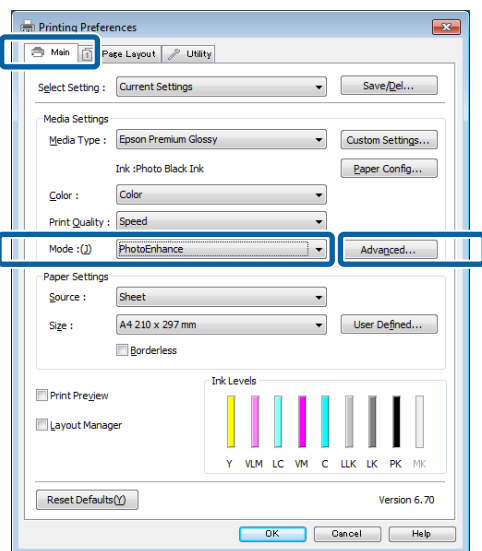 Printing Preferences
Main
1
Page Layout
Utility
Select Setting :
Current Settings
Save/Del...
Media Settings
Media Type :
Epson Premium Glossy
Custom Settings...
Ink :Photo Black Ink
Paper Config...
Color :
Color
Print Quality :
Speed
Mode :(J)
PhotoEnhance
Advanced...
Paper Settings
Source :
Sheet
Size :
A4 210 x 297 mm
User Defined...
Borderless
Ink Levels
Print Preview
Layout Manager
Y VLM LC VM C LLK LK PK MK
Reset Defaults(Y)
Version 6.70
OK
Cancel
Help